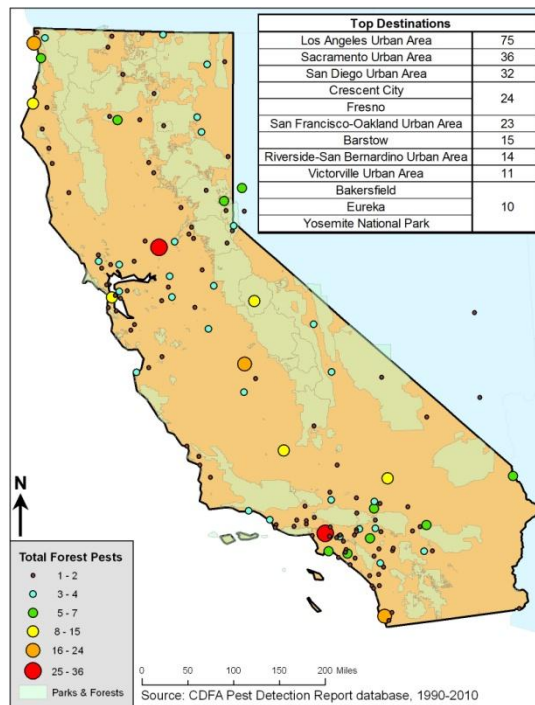 Top Destinations
Los Angeles Urban Area 75
Sacramento Urban Area 36
San Diego Urban Area 32
Crescent City
Fresno
24
San Francisco-Oakland Urban Area 23
Barstow 15
Riverside-San Bernardino Urban Area 14
Victorville Urban Area 11
Bakersfield
Eureka
Yosemite National Park
10
N
Total Forest Pests
1 - 2
3 - 4
5 - 7
8 - 15
16 - 24
25 - 36
Parks & Forests
0 50 100 200 Miles
Source: CDFA Pest Detection Report database, 1990-2010